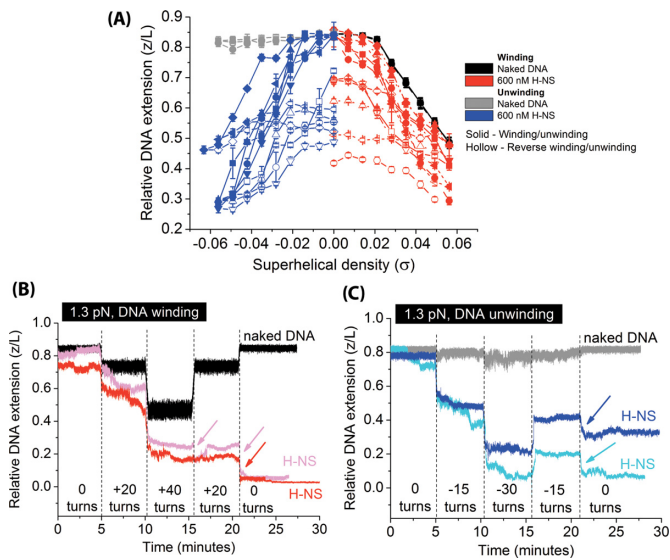 (A)
Relative DNA extension (z/L)
0.9
0.8
0.7
0.6
0.5
0.4
0.3
0.2
-0.06 -0.04 -0.02 0.00 0.02 0.04 0.06
Superhelical density (σ)
Winding
Naked DNA
600 nM H-NS
Unwinding
Naked DNA
600 nM H-NS
Solid - Winding/unwinding
Hollow - Reverse winding/unwinding
(B)
1.3 pN, DNA winding
Relative DNA extension (z/L)
1.0
0.8
0.6
0.4
0.2
0.0
naked DNA
H-NS
H-NS
0 +20 +40 +20 0
turns turns turns turns turns
0 5 10 15 20 25 30
Time (minutes)
(C)
1.3 pN, DNA unwinding
Relative DNA extension (z/L)
1.0
0.8
0.6
0.4
0.2
0.0
naked DNA
H-NS
H-NS
0 -15 -30 -15 0
turns turns turns turns turns
0 5 10 15 20 25 30
Time (minutes)